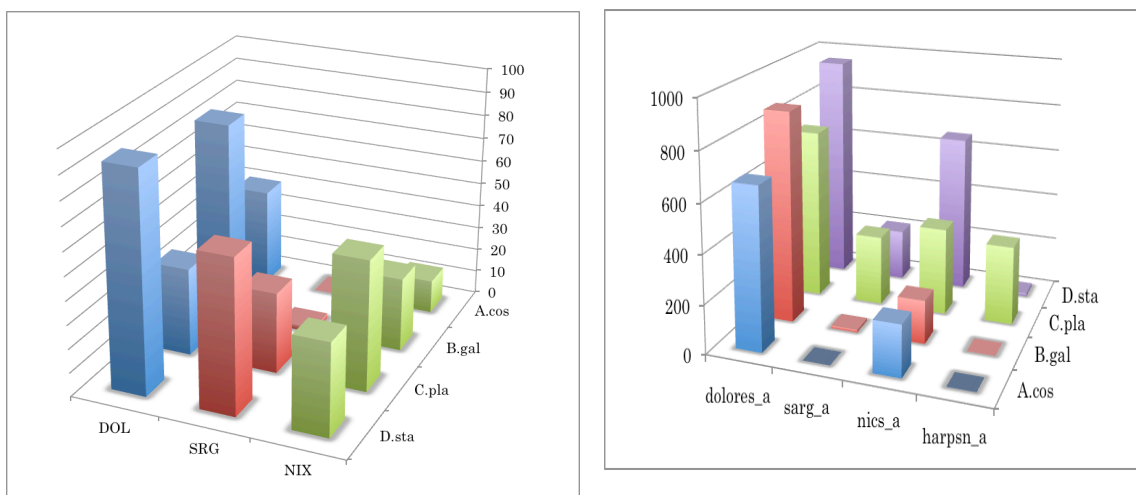 100
90
80
70
60
50
40
30
20
10
0
A.cos
B.gal
C.pla
D.sta
DOL
SRG
NIX
1000
800
600
400
200
0
dolores_a
sarg_a
nics_a
harpsn_a
D.sta
C.pla
B.gal
A.cos